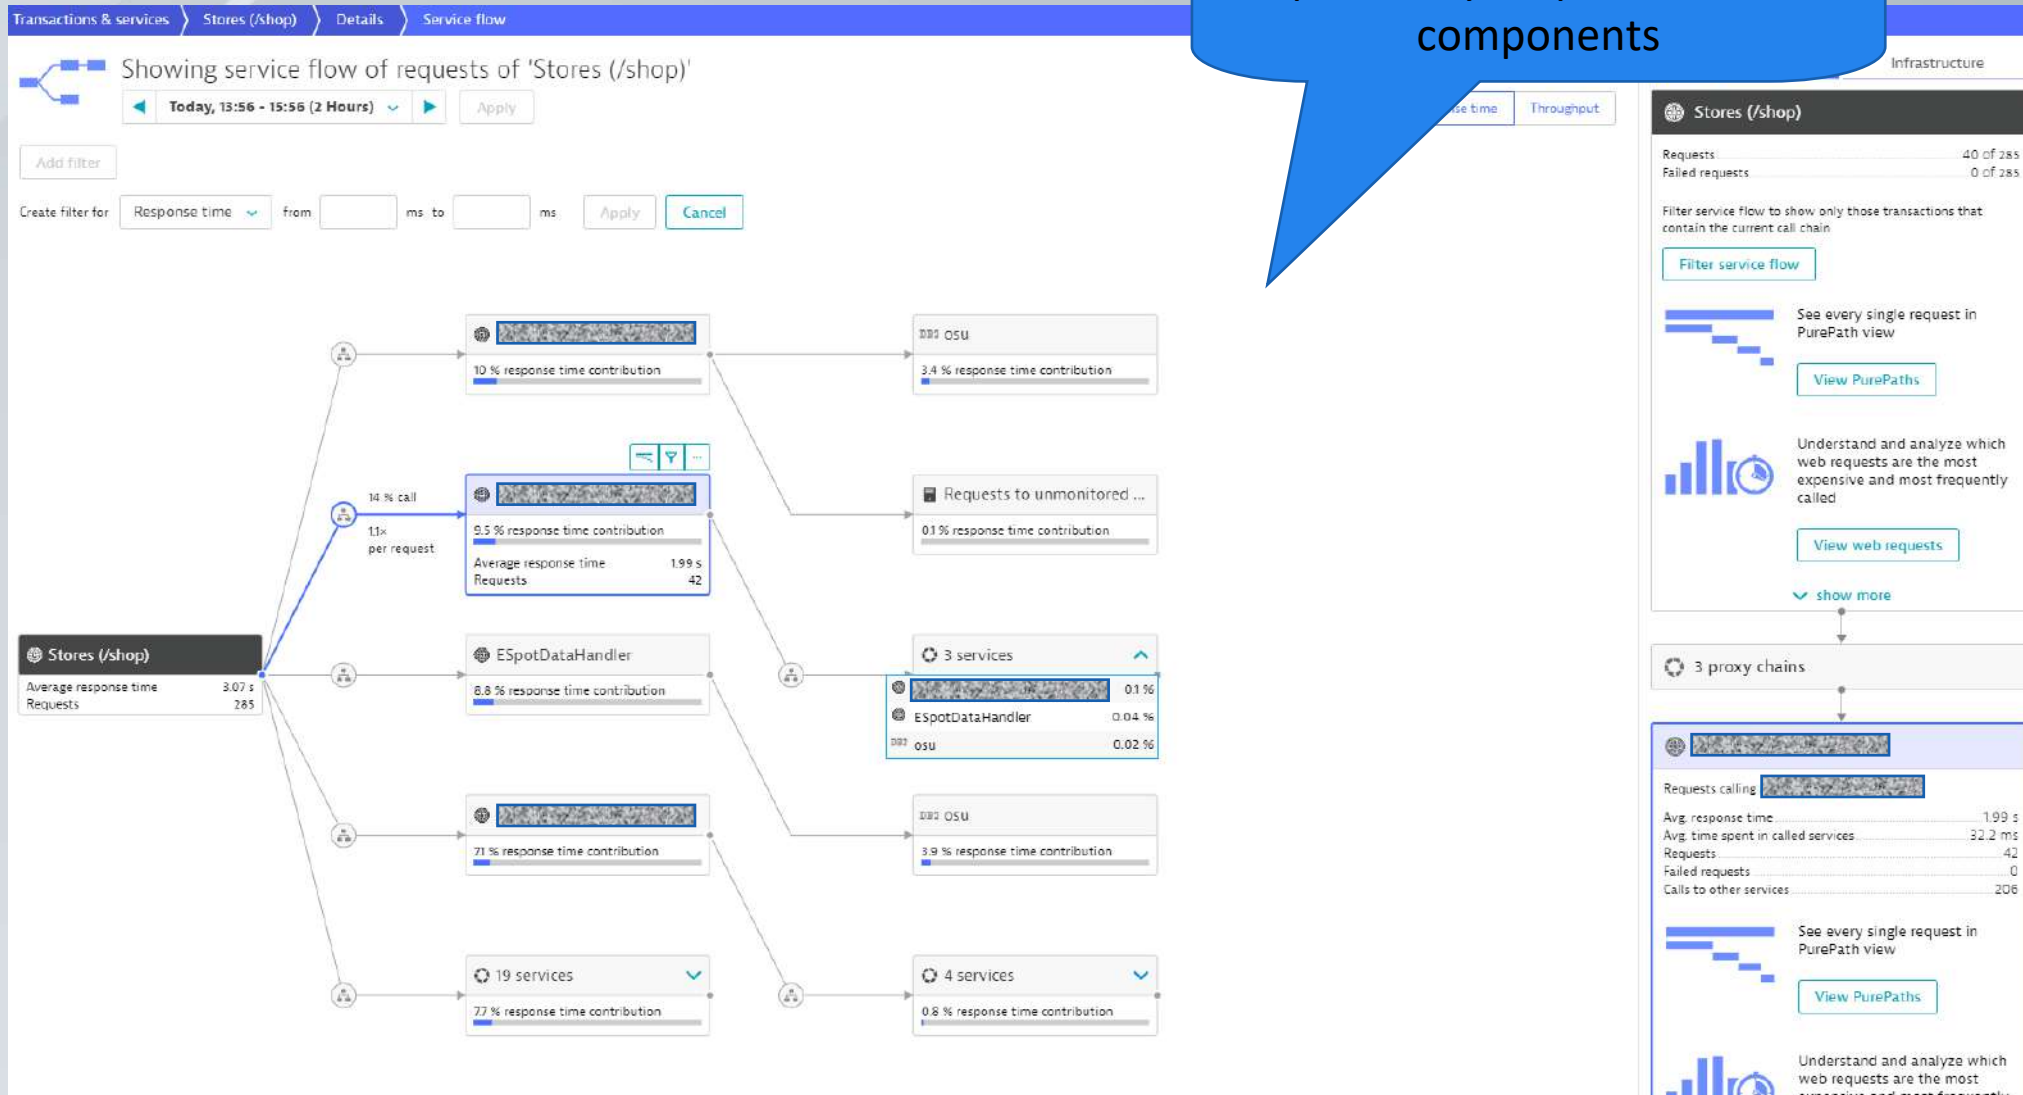 Transactions & services
Stores (/shop)
Details
Service flow
components
Showing service flow of requests of 'Stores (/shop)'
Today, 13:56 - 15:56 (2 Hours)
Apply
time
Throughput
Infrastructure
Add filter
Create filter for
Response time
from
ms to
ms
Apply
Cancel
10 % response time contribution
DB2 osu
3.4 % response time contribution
14 % call
1.1×
per request
9.5 % response time contribution
Average response time 1.99 s
Requests 42
Requests to unmonitored ...
0.1 % response time contribution
Stores (/shop)
Average response time 3.07 s
Requests 285
ESpotDataHandler
8.8 % response time contribution
3 services
0.1 %
ESpotDataHandler 0.04 %
DB2 osu 0.02 %
7.1 % response time contribution
DB2 osu
3.9 % response time contribution
19 services
7.7 % response time contribution
4 services
0.8 % response time contribution
Stores (/shop)
Requests 40 of 285
Failed requests 0 of 285
Filter service flow to show only those transactions that
contain the current call chain
Filter service flow
See every single request in
PurePath view
View PurePaths
Understand and analyze which
web requests are the most
expensive and most frequently
called
View web requests
show more
3 proxy chains
Requests calling
Avg. response time 1.99 s
Avg. time spent in called services 32.2 ms
Requests 42
Failed requests 0
Calls to other services 206
See every single request in
PurePath view
View PurePaths
Understand and analyze which
web requests are the most